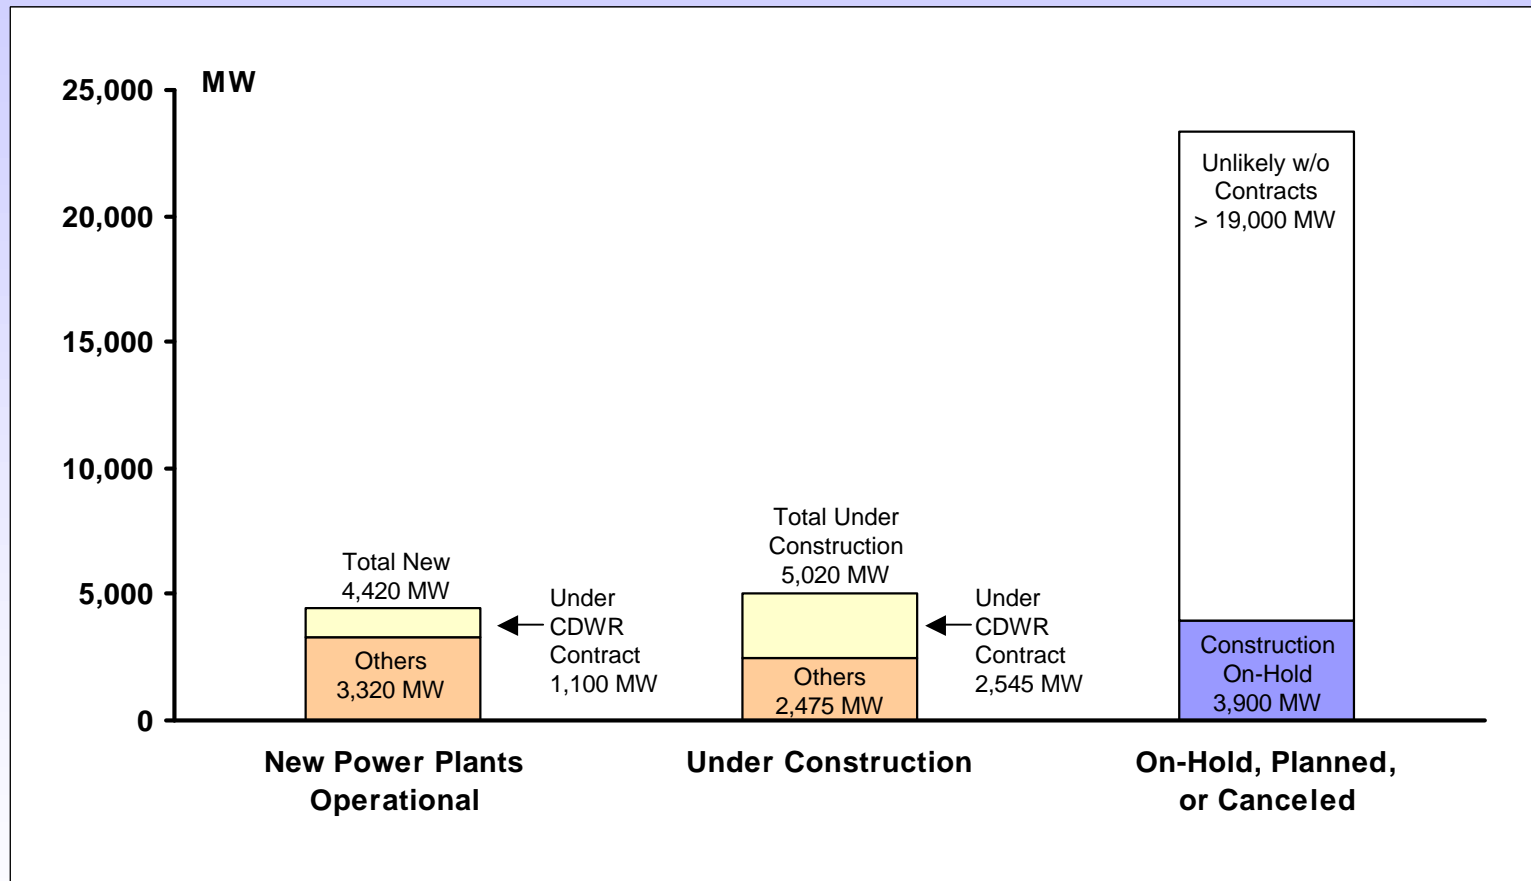 MW
25,000
20,000
15,000
10,000
5,000
0
Total New
4,420 MW
Others
3,320 MW
Under
CDWR
Contract
1,100 MW
Total Under
Construction
5,020 MW
Others
2,475 MW
Under
CDWR
Contract
2,545 MW
Unlikely w/o
Contracts
> 19,000 MW
Construction
On-Hold
3,900 MW
New Power Plants
Operational
Under Construction
On-Hold, Planned,
or Canceled